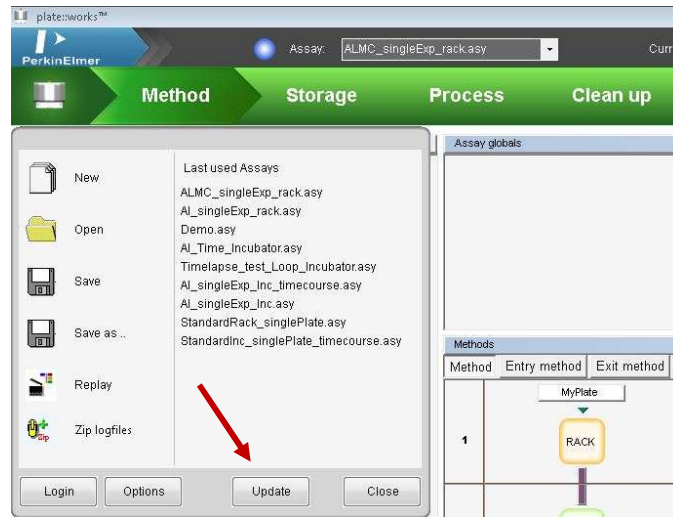 plate::works™
PerkinElmer
Assay: ALMC_singleExp_rack.asy
Curr
Method Storage Process Clean up
New
Open
Save
Save as ..
Replay
Zip
Zip logfiles
Last used Assays
ALMC_singleExp_rack.asy
AI_singleExp_rack.asy
Demo.asy
AI_Time_Incubator.asy
Timelapse_test_Loop_Incubator.asy
AI_singleExp_Inc_timecourse.asy
AI_singleExp_Inc.asy
StandardRack_singlePlate.asy
StandardInc_singlePlate_timecourse.asy
Login Options Update Close
Assay globals
Methods
Method Entry method Exit method
MyPlate
1 RACK